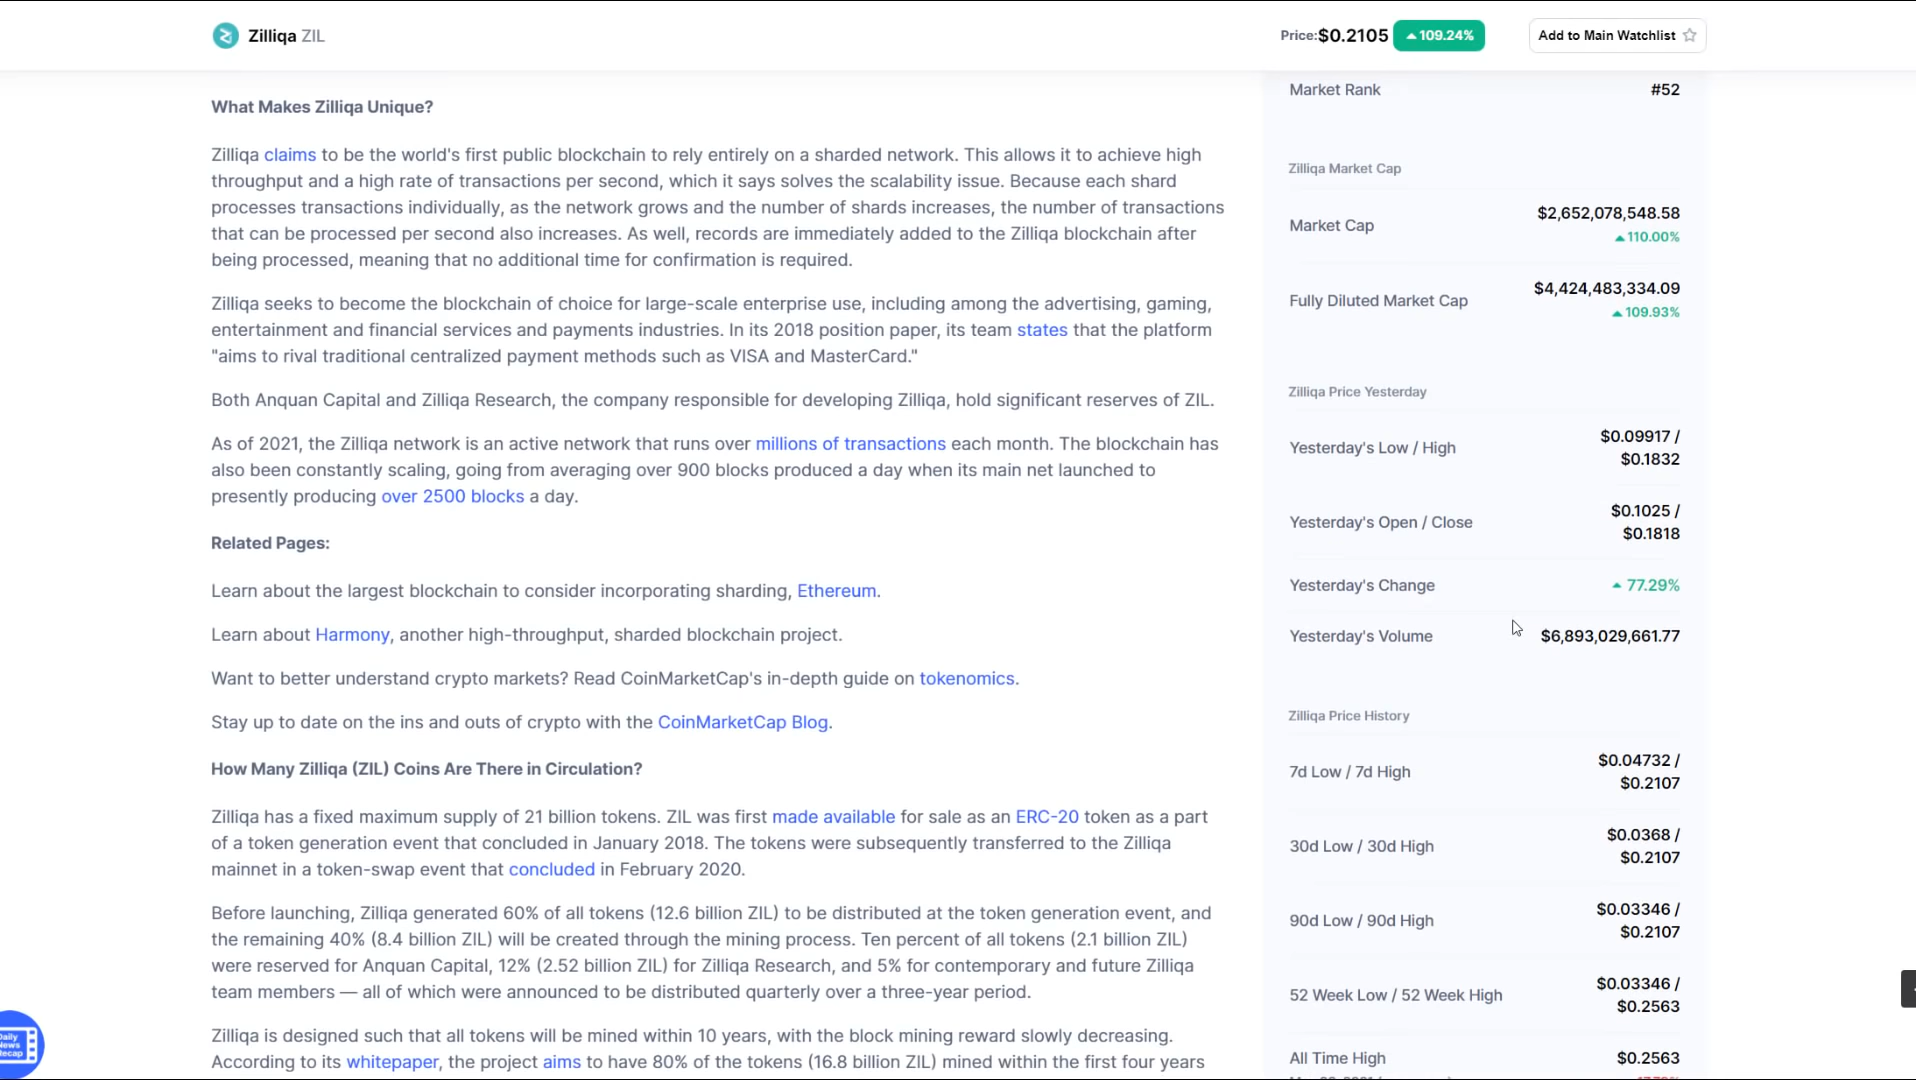 Zilliqa ZIL
Price:$0.2105 109.24%
Add to Main Watchlist
What Makes Zilliqa Unique?
Zilliqa claims to be the world's first public blockchain to rely entirely on a sharded network. This allows it to achieve high
throughput and a high rate of transactions per second, which it says solves the scalability issue. Because each shard
processes transactions individually, as the network grows and the number of shards increases, the number of transactions
that can be processed per second also increases. As well, records are immediately added to the Zilliqa blockchain after
being processed, meaning that no additional time for confirmation is required.
Zilliqa seeks to become the blockchain of choice for large-scale enterprise use, including among the advertising, gaming,
entertainment and financial services and payments industries. In its 2018 position paper, its team states that the platform
"aims to rival traditional centralized payment methods such as VISA and MasterCard."
Both Anquan Capital and Zilliqa Research, the company responsible for developing Zilliqa, hold significant reserves of ZIL.
As of 2021, the Zilliqa network is an active network that runs over millions of transactions each month. The blockchain has
also been constantly scaling, going from averaging over 900 blocks produced a day when its main net launched to
presently producing over 2500 blocks a day.
Related Pages:
Learn about the largest blockchain to consider incorporating sharding, Ethereum.
Learn about Harmony, another high-throughput, sharded blockchain project.
Want to better understand crypto markets? Read CoinMarketCap's in-depth guide on tokenomics.
Stay up to date on the ins and outs of crypto with the CoinMarketCap Blog.
How Many Zilliqa (ZIL) Coins Are There in Circulation?
Zilliqa has a fixed maximum supply of 21 billion tokens. ZIL was first made available for sale as an ERC-20 token as a part
of a token generation event that concluded in January 2018. The tokens were subsequently transferred to the Zilliqa
mainnet in a token-swap event that concluded in February 2020.
Before launching, Zilliqa generated 60% of all tokens (12.6 billion ZIL) to be distributed at the token generation event, and
the remaining 40% (8.4 billion ZIL) will be created through the mining process. Ten percent of all tokens (2.1 billion ZIL)
were reserved for Anquan Capital, 12% (2.52 billion ZIL) for Zilliqa Research, and 5% for contemporary and future Zilliqa
team members — all of which were announced to be distributed quarterly over a three-year period.
Zilliqa is designed such that all tokens will be mined within 10 years, with the block mining reward slowly decreasing.
According to its whitepaper, the project aims to have 80% of the tokens (16.8 billion ZIL) mined within the first four years
Daily
News
Recap
Market Rank #52
Zilliqa Market Cap
Market Cap $2,652,078,548.58
110.00%
Fully Diluted Market Cap $4,424,483,334.09
109.93%
Zilliqa Price Yesterday
Yesterday's Low / High $0.09917 /
$0.1832
Yesterday's Open / Close $0.1025 /
$0.1818
Yesterday's Change 77.29%
Yesterday's Volume $6,893,029,661.77
Zilliqa Price History
7d Low / 7d High $0.04732 /
$0.2107
30d Low / 30d High $0.0368 /
$0.2107
90d Low / 90d High $0.03346 /
$0.2107
52 Week Low / 52 Week High $0.03346 /
$0.2563
All Time High $0.2563